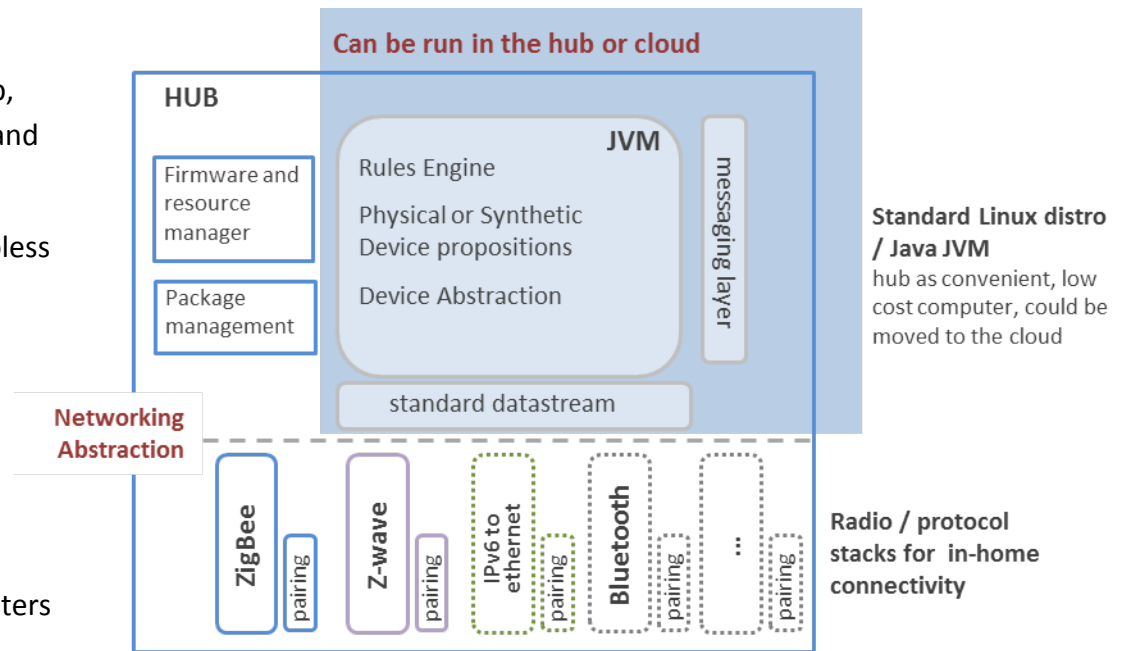 Can be run in the hub or cloud
and
HUB
JVM
Firmware and
resource
manager
Rules Engine
Physical or Synthetic
Device propositions
Device Abstraction
messaging layer
Package
management
standard datastream
Standard Linux distro
/ Java JVM
hub as convenient, low
cost computer, could be
moved to the cloud
Networking
Abstraction
ZigBee
pairing
Z-wave
pairing
IPv6 to
ethernet
pairing
Bluetooth
pairing
...
pairing
Radio / protocol
stacks for in-home
connectivity